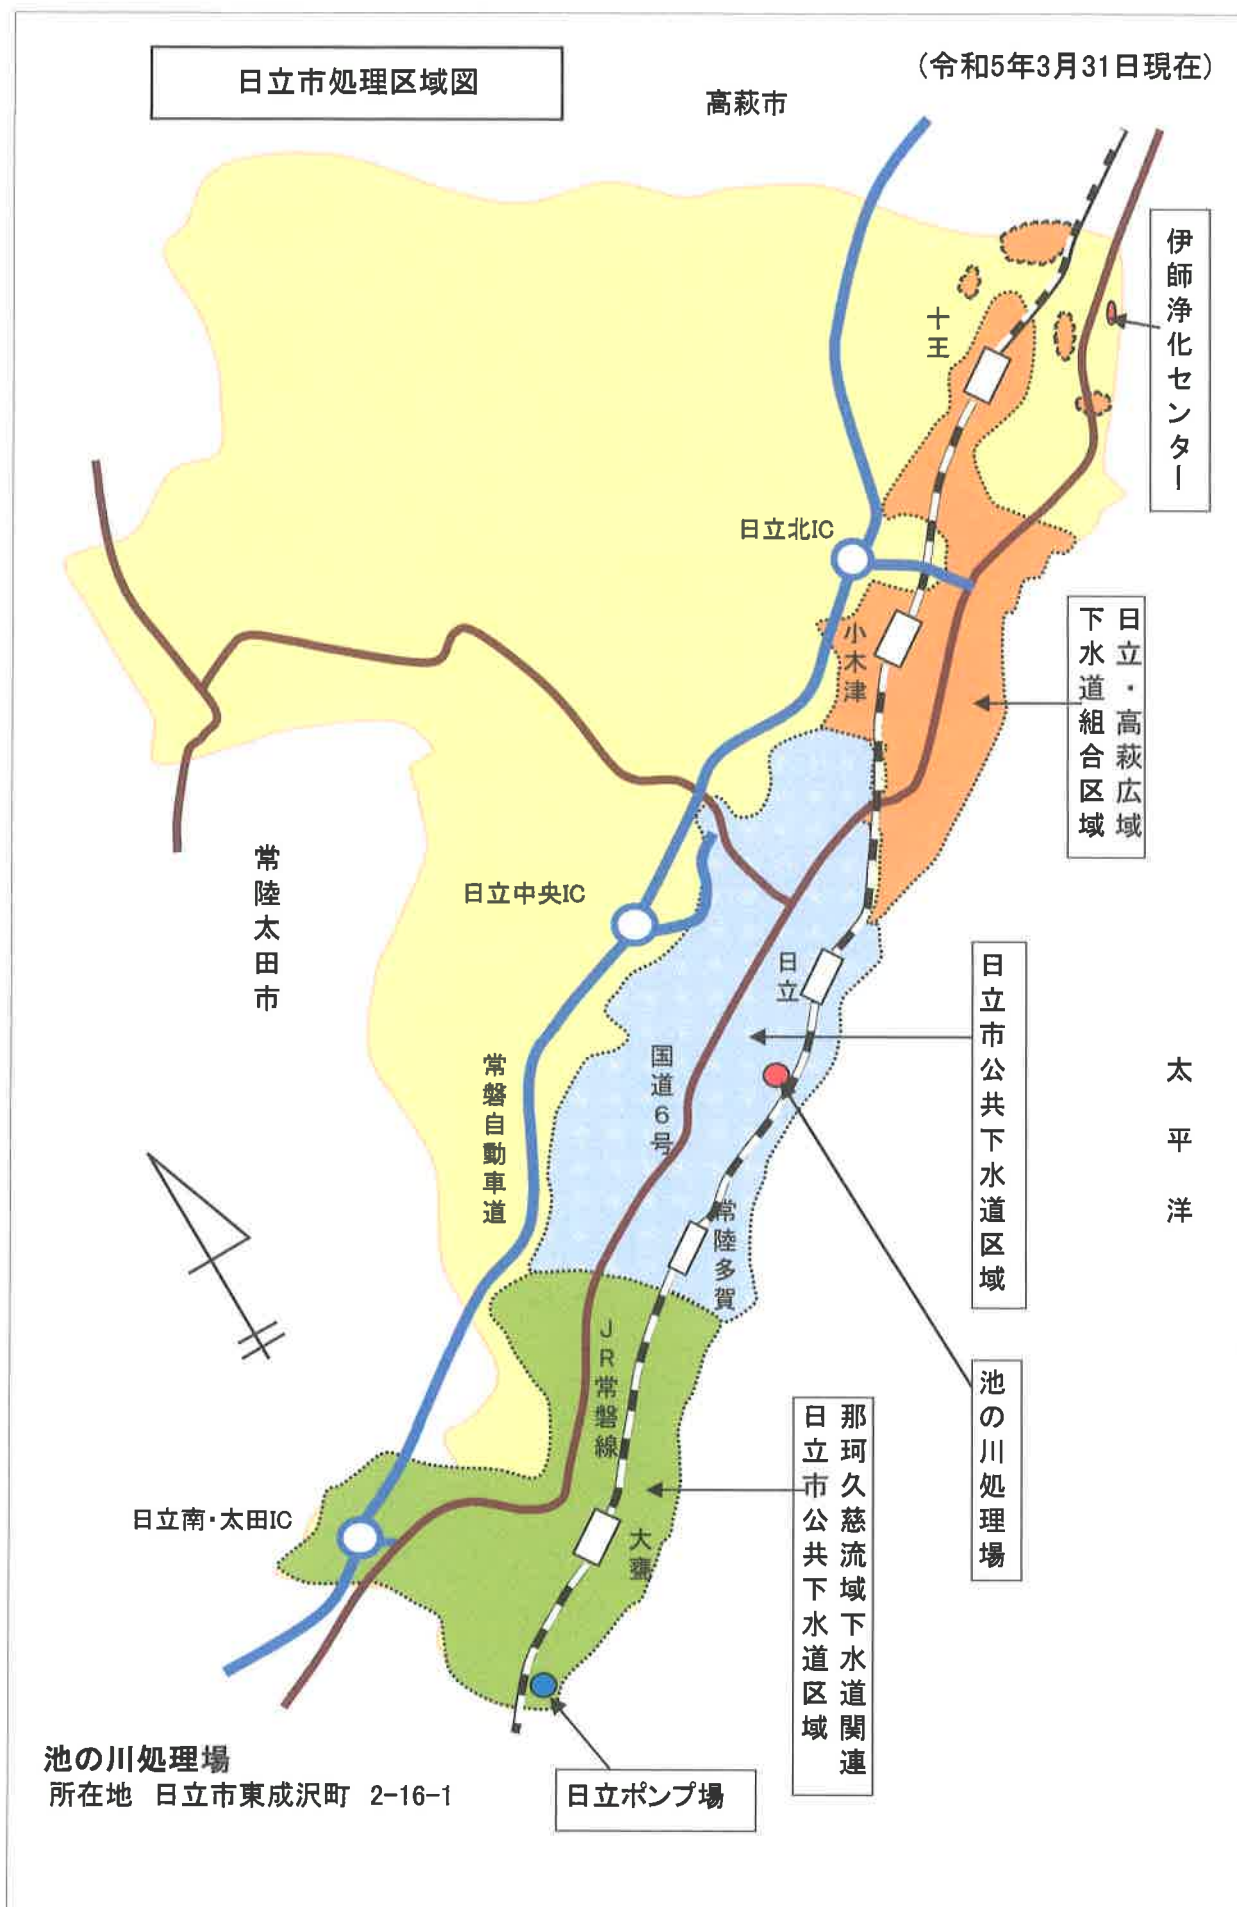 日立市処理区域図
(令和5年3月31日現在)
高萩市
伊師浄化センター
十王
日立北IC
小木津
日立・高萩広域
下水道組合区域
常陸太田市
日立中央IC
日立
日立市公共下水道区域
太平洋
国道6号
常磐自動車道
常陸多賀
JR常磐線
池の川処理場
那珂久慈流域下水道関連
日立市公共下水道区域
日立南・太田IC
大甕
池の川処理場
所在地 日立市東成沢町 2-16-1
日立ポンプ場